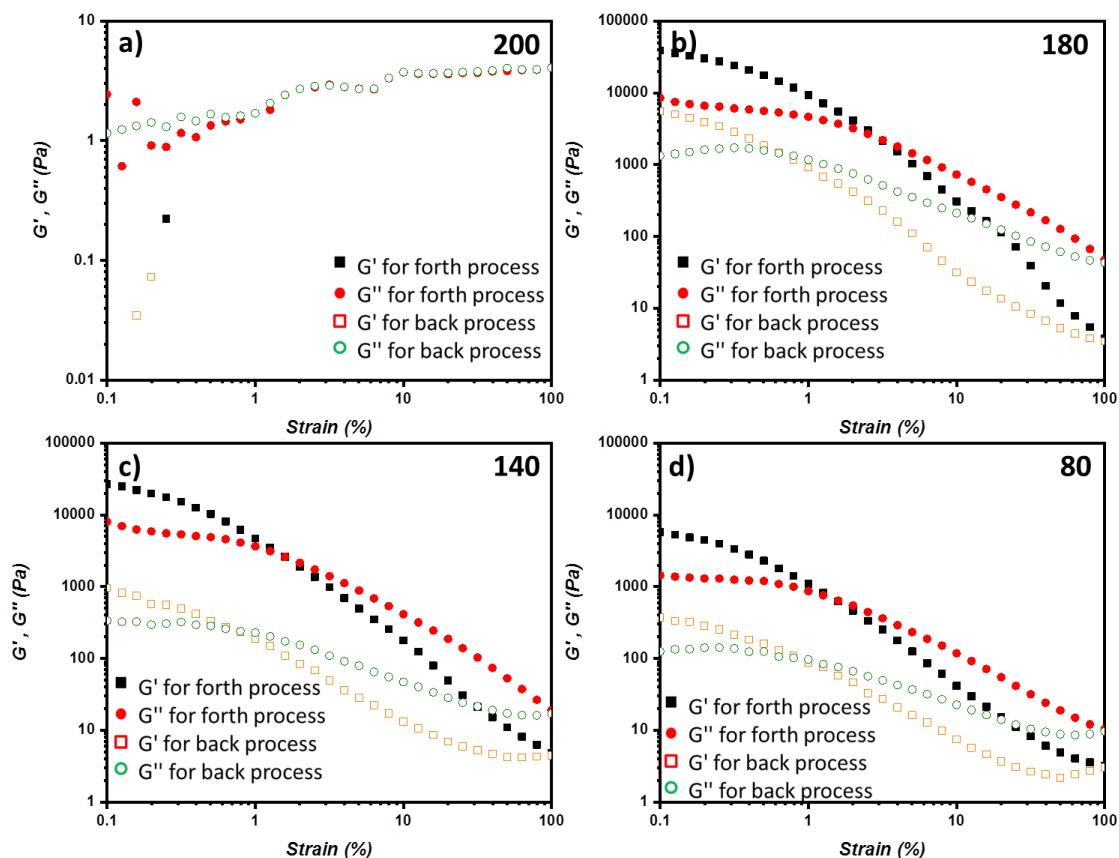 a)
200
10
1
0.1
0.01
G' , G'' (Pa)
G' for forth process
G'' for forth process
G' for back process
G'' for back process
0.1 1 10 100
Strain (%)
b)
180
100000
10000
1000
100
10
1
G' , G'' (Pa)
G' for forth process
G'' for forth process
G' for back process
G'' for back process
0.1 1 10 100
Strain (%)
c)
140
100000
10000
1000
100
10
1
G' , G'' (Pa)
G' for forth process
G'' for forth process
G' for back process
G'' for back process
0.1 1 10 100
Strain (%)
d)
80
100000
10000
1000
100
10
1
G' , G'' (Pa)
G' for forth process
G'' for forth process
G' for back process
G'' for back process
0.1 1 10 100
Strain (%)